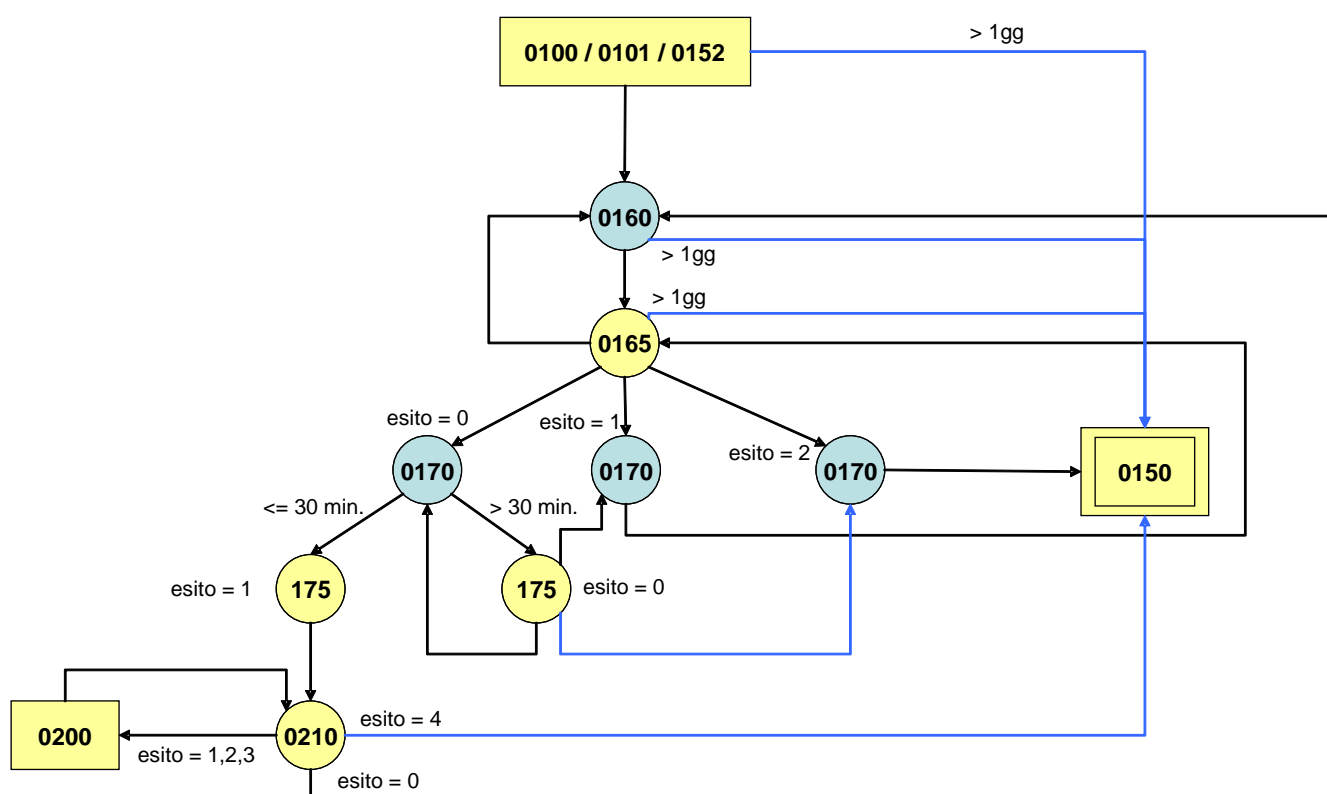 > 1gg
0100 / 0101 / 0152
0160
> 1gg
> 1gg
0165
esito = 0
esito = 1
esito = 2
0170
0170
0170
0150
<= 30 min.
> 30 min.
esito = 1
175
175
esito = 0
esito = 4
0200
0210
esito = 1,2,3
esito = 0